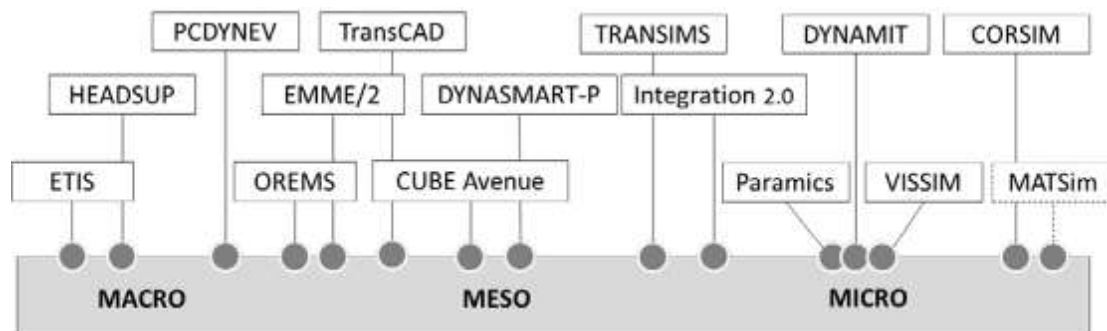 PCDYNEV
TransCAD
TRANSIMS
DYNAMIT
CORSIM
HEADSUP
EMME/2
DYNASMART-P
Integration 2.0
ETIS
OREMS
CUBE Avenue
Paramics
VISSIM
MATSim
MACRO
MESO
MICRO